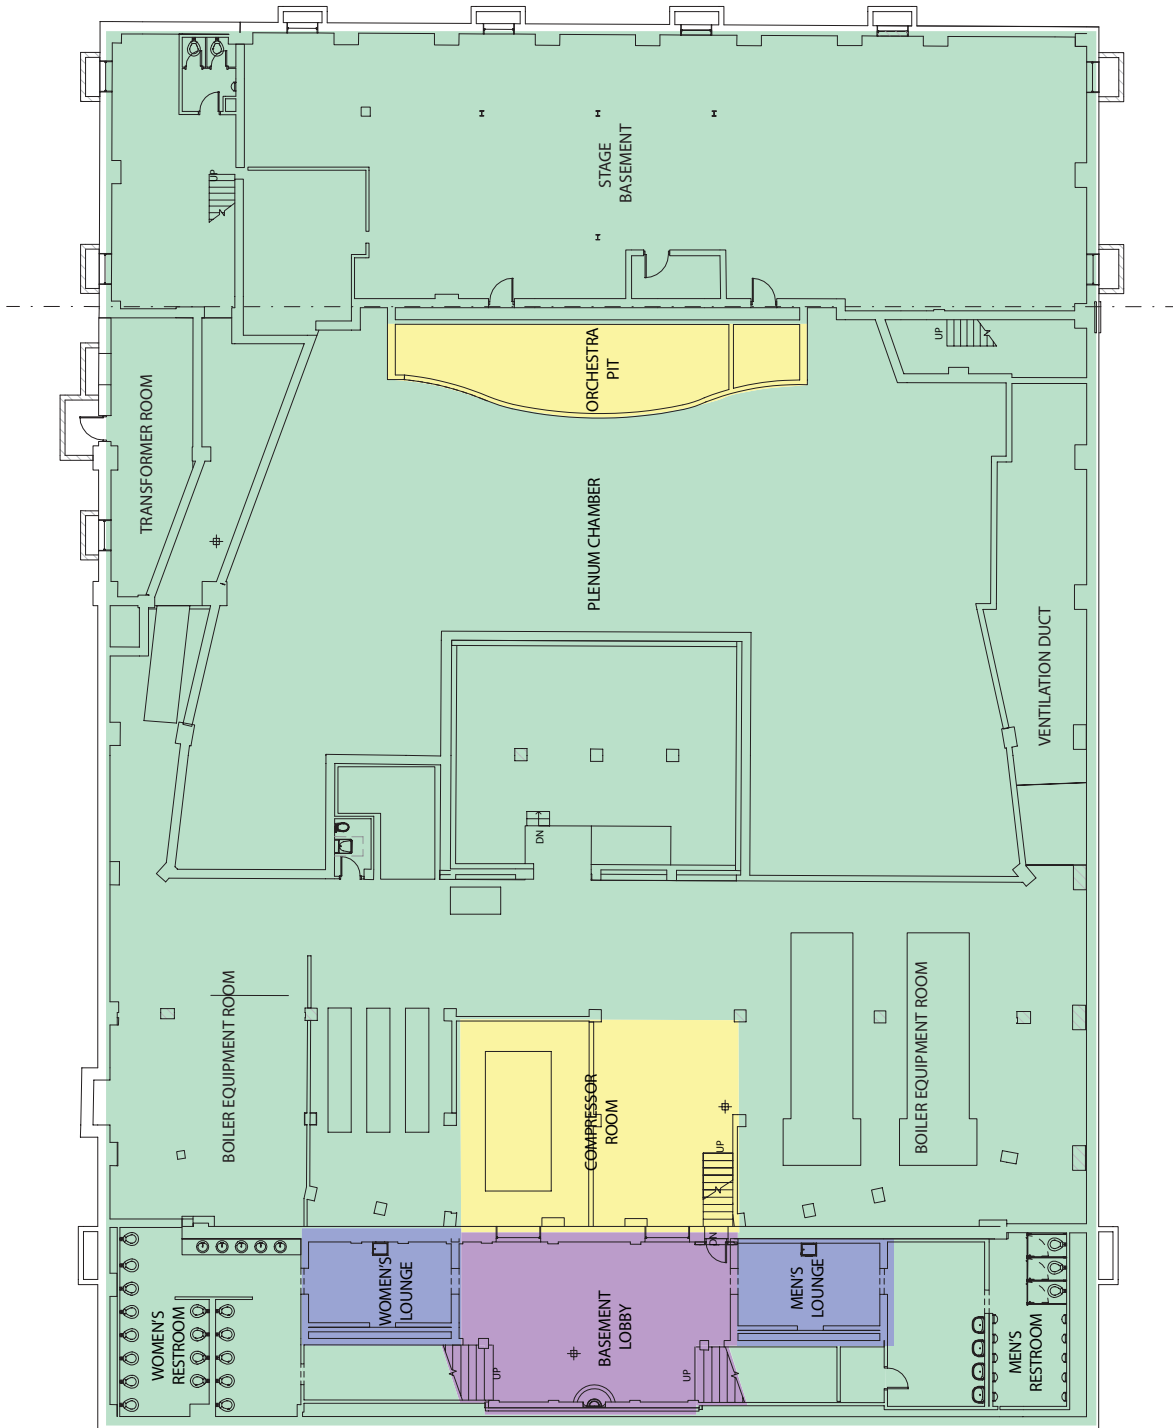 UP
STAGE
BASEMENT
UP
ORCHESTRA
PIT
TRANSFORMER ROOM
PLENUM CHAMBER
VENTILATION DUCT
DN
BOILER EQUIPMENT ROOM
COMPRESSOR
ROOM
BOILER EQUIPMENT ROOM
UP
DN
WOMEN'S
LOUNGE
MEN'S
LOUNGE
WOMEN'S
RESTROOM
BASEMENT
LOBBY
MEN'S
RESTROOM
UP
UP